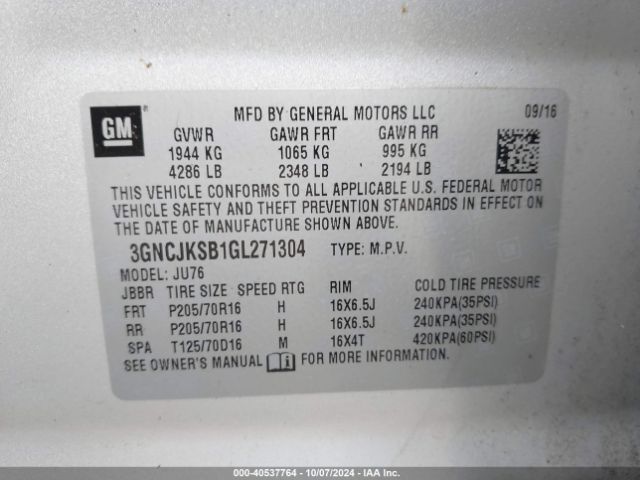 GM ®
MFD BY GENERAL MOTORS LLC 09/16
GVWR GAWR FRT GAWR RR
1944 KG 1065 KG 995 KG
4286 LB 2348 LB 2194 LB
THIS VEHICLE CONFORMS TO ALL APPLICABLE U.S. FEDERAL MOTOR
VEHICLE SAFETY AND THEFT PREVENTION STANDARDS IN EFFECT ON
THE DATE OF MANUFACTURE SHOWN ABOVE.
3GNCJKSB1GL271304 TYPE: M.P.V.
MODEL: JU76
JBBR TIRE SIZE SPEED RTG RIM COLD TIRE PRESSURE
FRT P205/70R16 H 16X6.5J 240KPA(35PSI)
RR P205/70R16 H 16X6.5J 240KPA(35PSI)
SPA T125/70D16 M 16X4T 420KPA(60PSI)
SEE OWNER'S MANUAL FOR MORE INFORMATION.
000-40537764 - 10/07/2024 - IAAI.com